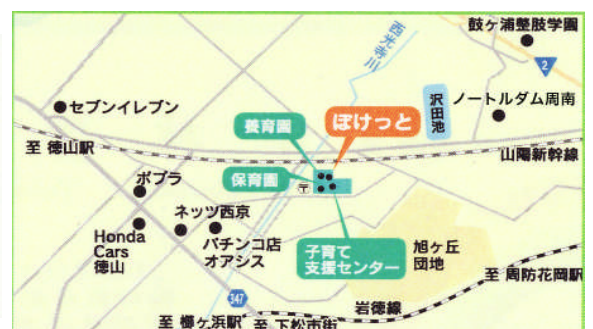 鼓ヶ浦整肢学園
西光寺川
2
セブンイレブン
沢田池
ノートルダム周南
養育園
ぽけっと
至 徳山駅
山陽新幹線
ポプラ
保育園
〒
ネッツ西京
Honda
Cars
徳山
パチンコ店
オアシス
子育て
支援センター
旭ヶ丘
団地
至 周防花岡駅
347
岩徳線
至 櫛ヶ浜駅
至 下松市街